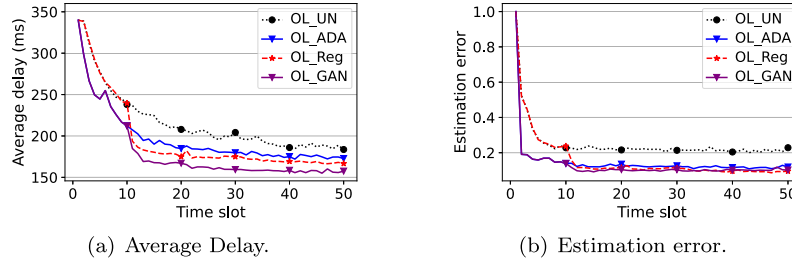 350
300
250
200
150
Average delay (ms)
OL_UN
OL_ADA
OL_Reg
OL_GAN
0 10 20 30 40 50
Time slot
(a) Average Delay.
1.0
0.8
0.6
0.4
0.2
Estimation error
OL_UN
OL_ADA
OL_Reg
OL_GAN
0 10 20 30 40 50
Time slot
(b) Estimation error.